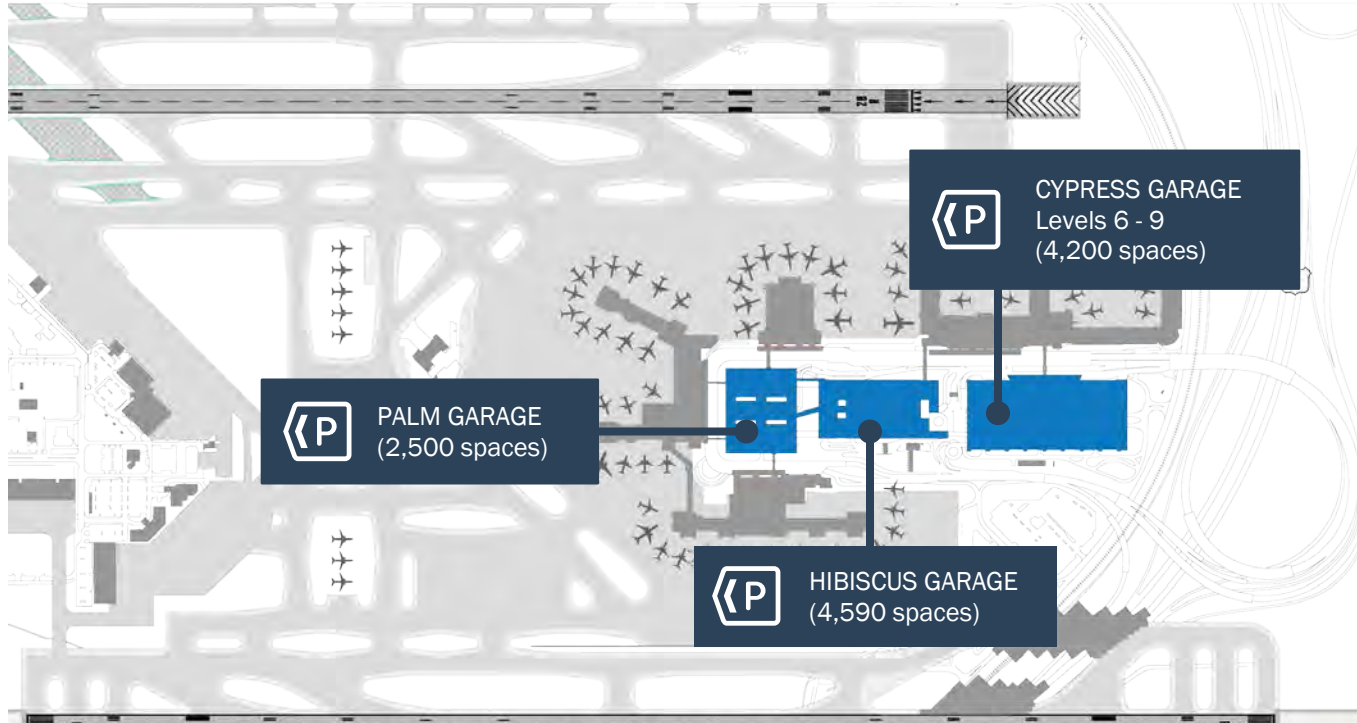 CYPRESS GARAGE
Levels 6 - 9
(4,200 spaces)
P
PALM GARAGE
(2,500 spaces)
P
HIBISCUS GARAGE
(4,590 spaces)
P